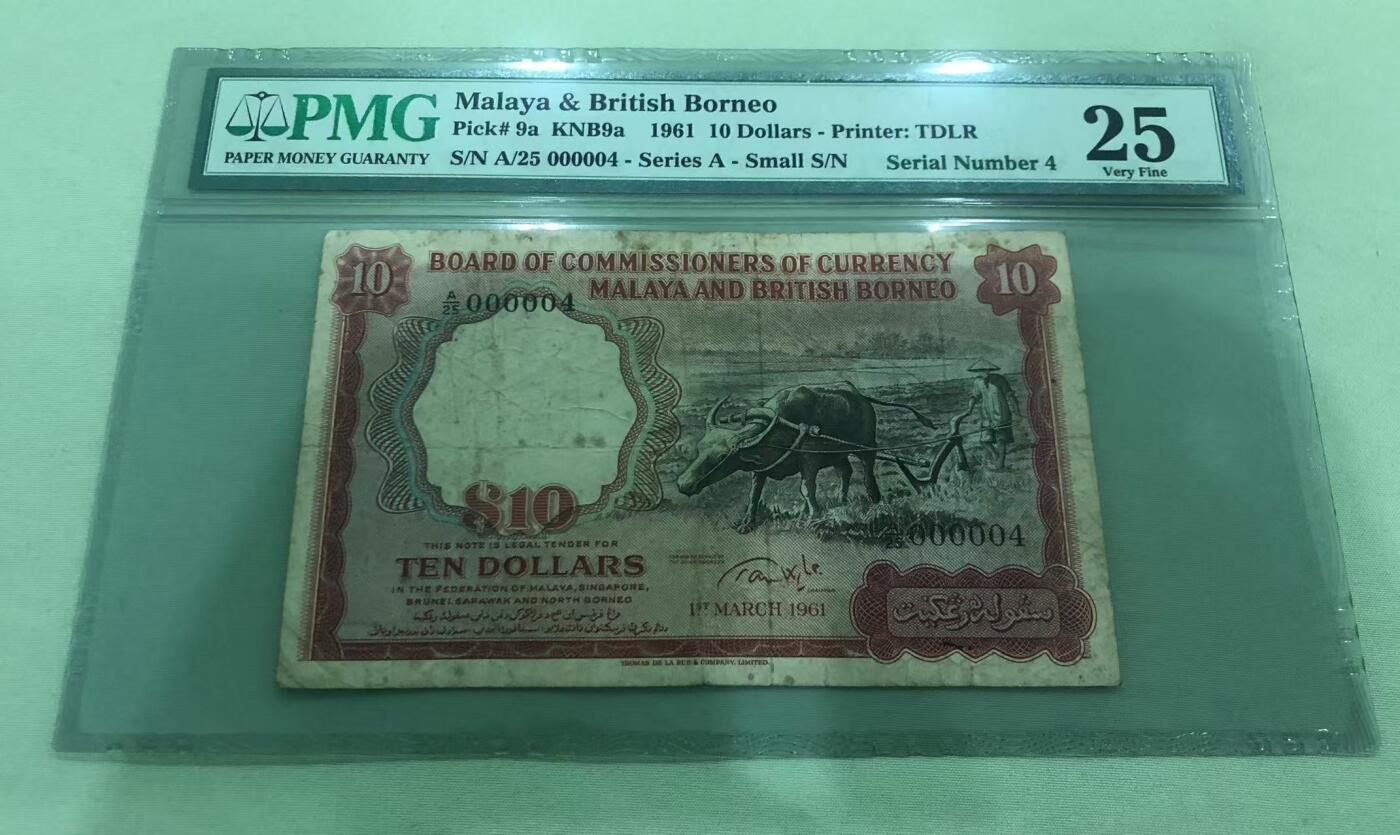 PMG
PAPER MONEY GUARANTY
Malaya & British Borneo
Pick# 9a KNB9a 1961 10 Dollars - Printer: TDLR
S/N A/25 000004 - Series A - Small S/N Serial Number 4
25
Very Fine
10
BOARD OF COMMISSIONERS OF CURRENCY
MALAYA AND BRITISH BORNEO
10
A/25 000004
$10
25 000004
THIS NOTE IS LEGAL TENDER FOR
TEN DOLLARS
IN THE FEDERATION OF MALAYA, SINGAPORE,
BRUNEI, SARAWAK AND NORTH BORNEO
CHAIRMAN
1ST MARCH 1961
THOMAS DE LA RUE & COMPANY, LIMITED.